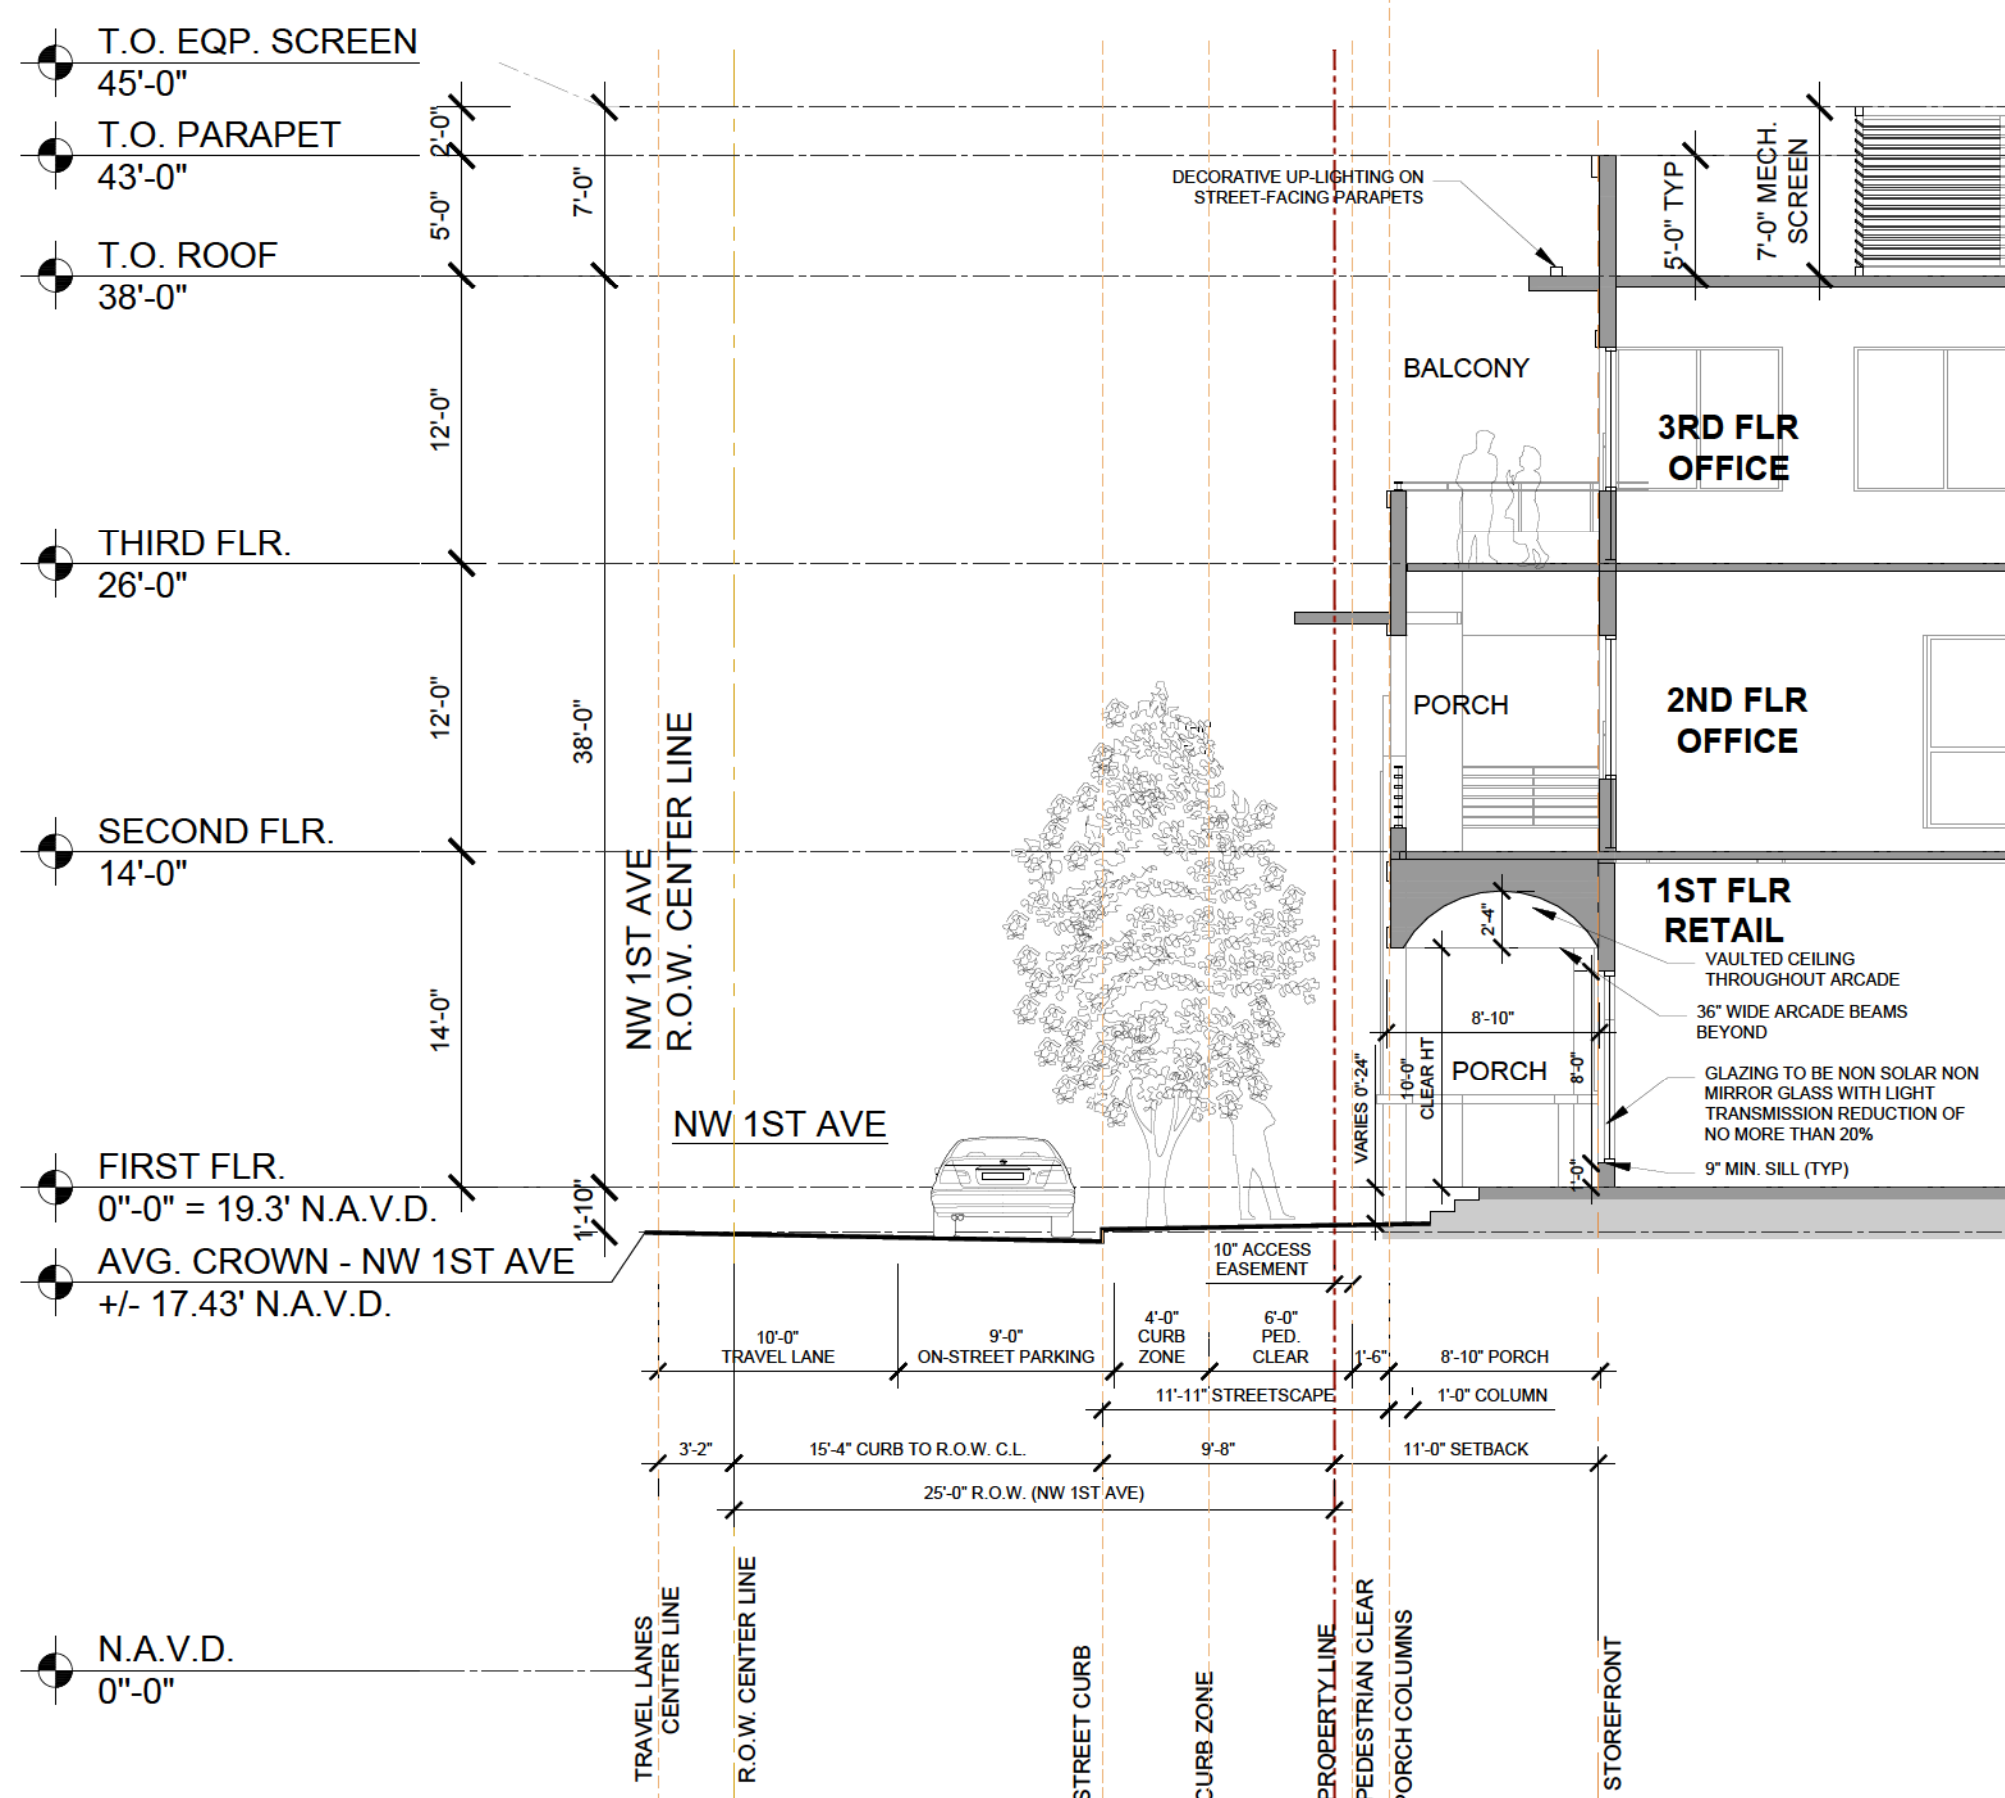 T.O. EQP. SCREEN
45'-0"
T.O. PARAPET
43'-0"
T.O. ROOF
38'-0"
THIRD FLR.
26'-0"
SECOND FLR.
14'-0"
FIRST FLR.
0"-0" = 19.3' N.A.V.D.
AVG. CROWN - NW 1ST AVE
+/- 17.43' N.A.V.D.
N.A.V.D.
0"-0"
2'-0"
5'-0"
12'-0"
12'-0"
14'-0"
7'-0"
38'-0"
1'-10"
NW 1ST AVE
R.O.W. CENTER LINE
NW 1ST AVE
DECORATIVE UP-LIGHTING ON
STREET-FACING PARAPETS
5'-0" TYP
7'-0" MECH.
SCREEN
BALCONY
3RD FLR
OFFICE
PORCH
2ND FLR
OFFICE
1ST FLR
RETAIL
2'-4"
VAULTED CEILING
THROUGHOUT ARCADE
36" WIDE ARCADE BEAMS
BEYOND
8'-10"
VARIES 0"-24"
10'-0"
CLEAR HT
PORCH
8'-0"
1'-0"
GLAZING TO BE NON SOLAR NON
MIRROR GLASS WITH LIGHT
TRANSMISSION REDUCTION OF
NO MORE THAN 20%
9" MIN. SILL (TYP)
10" ACCESS
EASEMENT
10'-0"
TRAVEL LANE
9'-0"
ON-STREET PARKING
4'-0"
CURB
ZONE
6'-0"
PED.
CLEAR
1'-6"
8'-10" PORCH
11'-11" STREETSCAPE
1'-0" COLUMN
3'-2"
15'-4" CURB TO R.O.W. C.L.
9'-8"
11'-0" SETBACK
25'-0" R.O.W. (NW 1ST AVE)
TRAVEL LANES
CENTER LINE
R.O.W. CENTER LINE
STREET CURB
CURB ZONE
PROPERTY LINE
PEDESTRIAN CLEAR
PORCH COLUMNS
STOREFRONT